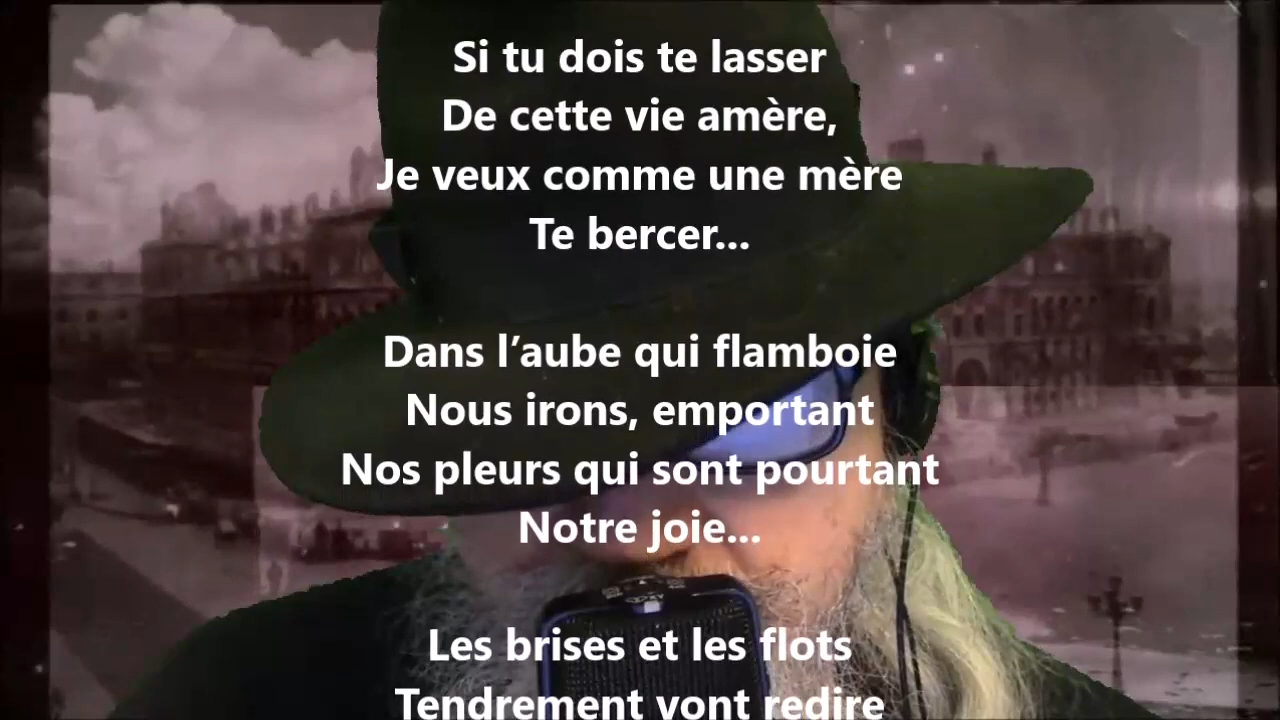 Si tu dois te lasser
De cette vie amère,
Je veux comme une mère
Te bercer...
Dans l’aube qui flamboie
Nous irons, emportant
Nos pleurs qui sont pourtant
Notre joie...
Les brises et les flots
Tendrement vont redire